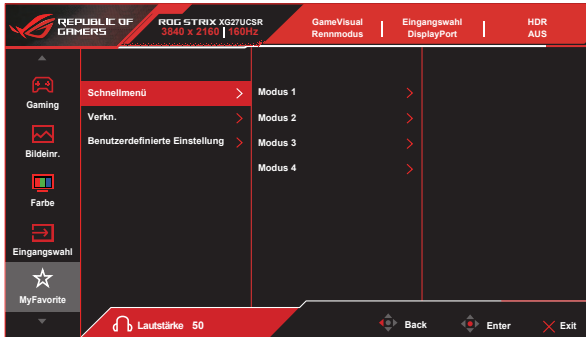 REPUBLIC OF
GAMERS
ROG STRIX XG27UCSR
3840 x 2160 160Hz
GameVisual
Rennmodus
Eingangswahl
DisplayPort
HDR
AUS
Gaming
Bildeinr.
Farbe
Eingangswahl
MyFavorite
Schnellmenü
Verkn.
Benutzerdefinierte Einstellung
Modus 1
Modus 2
Modus 3
Modus 4
Lautstärke 50
Back
Enter
Exit